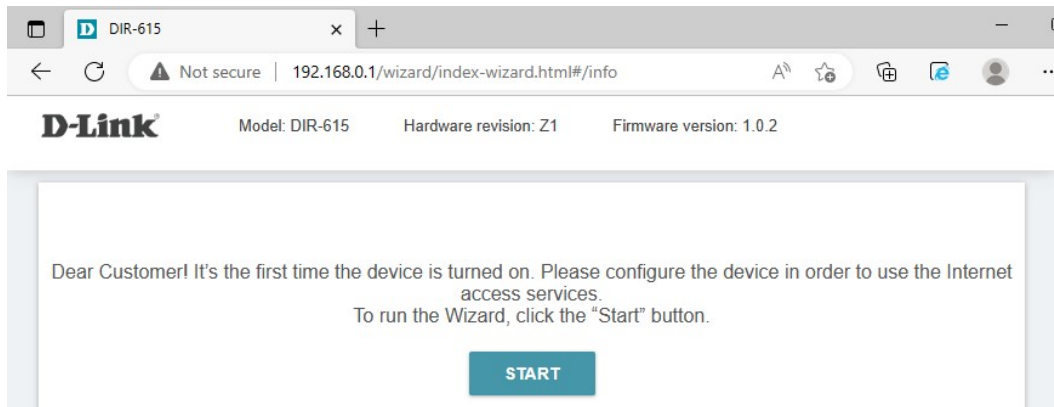 DIR-615
Not secure | 192.168.0.1/wizard/index-wizard.html#/info
D-Link Model: DIR-615 Hardware revision: Z1 Firmware version: 1.0.2
Dear Customer! It's the first time the device is turned on. Please configure the device in order to use the Internet
access services.
To run the Wizard, click the “Start” button.
START